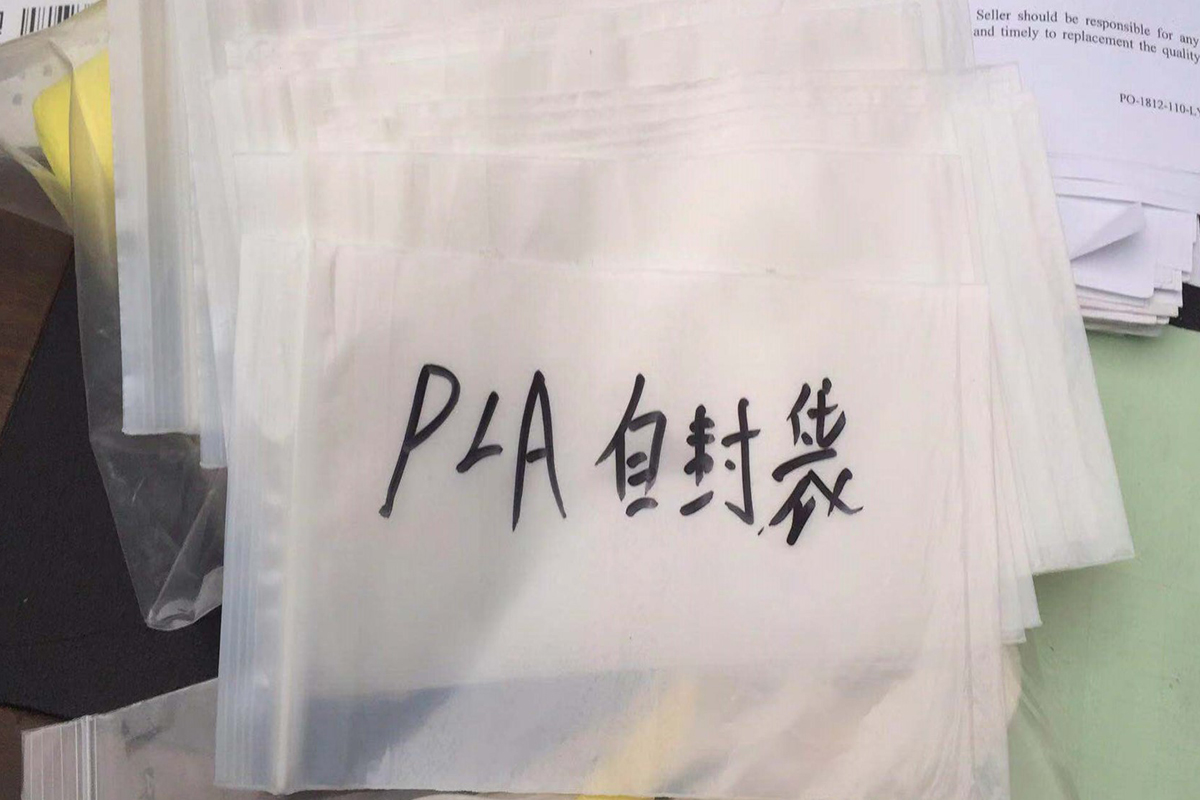 Seller should be responsible for any
and timely to replacement the quality
PO-1812-110-L
PLA 自封袋